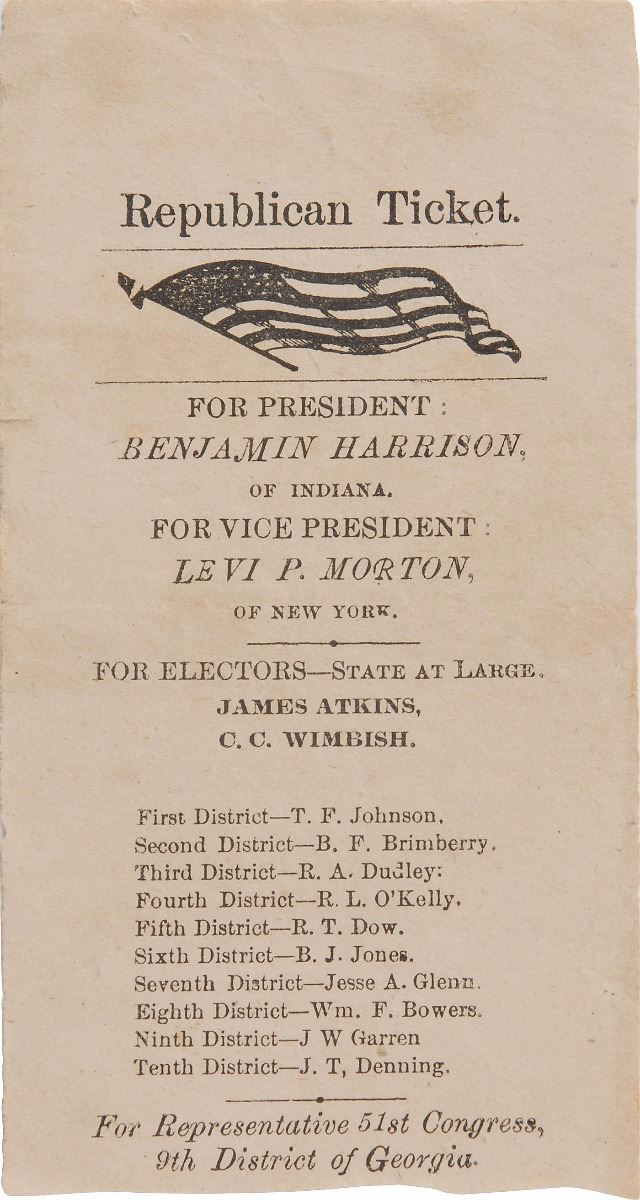 Republican Ticket.
FOR PRESIDENT :
BENJAMIN HARRISON,
OF INDIANA.
FOR VICE PRESIDENT :
LEVI P. MORTON,
OF NEW YORK.
FOR ELECTORS—STATE AT LARGE.
JAMES ATKINS,
C. C. WIMBISH.
First District—T. F. Johnson.
Second District—B. F. Brimberry.
Third District—R. A. Dudley:
Fourth District—R. L. O'Kelly.
Fifth District—R. T. Dow.
Sixth District—B. J. Jones.
Seventh District—Jesse A. Glenn.
Eighth District—Wm. F. Bowers.
Ninth District—J W Garren
Tenth District—J. T, Denning.
For Representative 51st Congress,
9th District of Georgia.